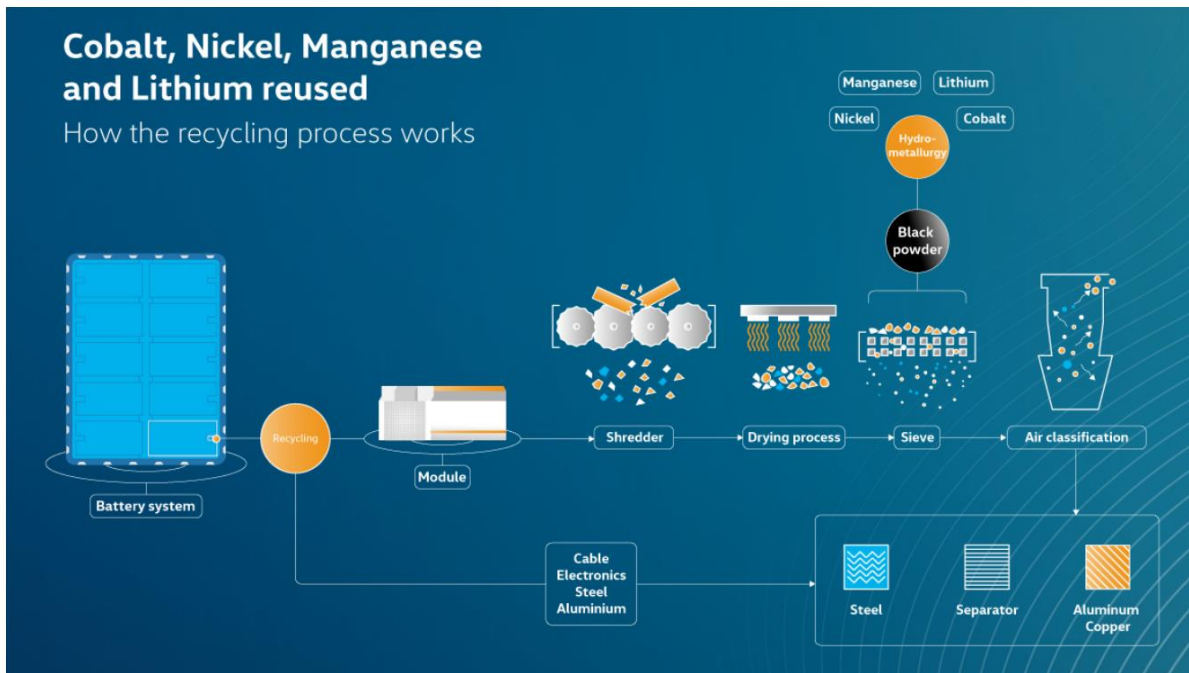 Cobalt, Nickel, Manganese
and Lithium reused
How the recycling process works
Manganese
Lithium
Nickel
Cobalt
Hydro-
metallurgy
Black
powder
Recycling
Battery system
Module
Shredder
Drying process
Sieve
Air classification
Cable
Electronics
Steel
Aluminium
Steel
Separator
Aluminum
Copper